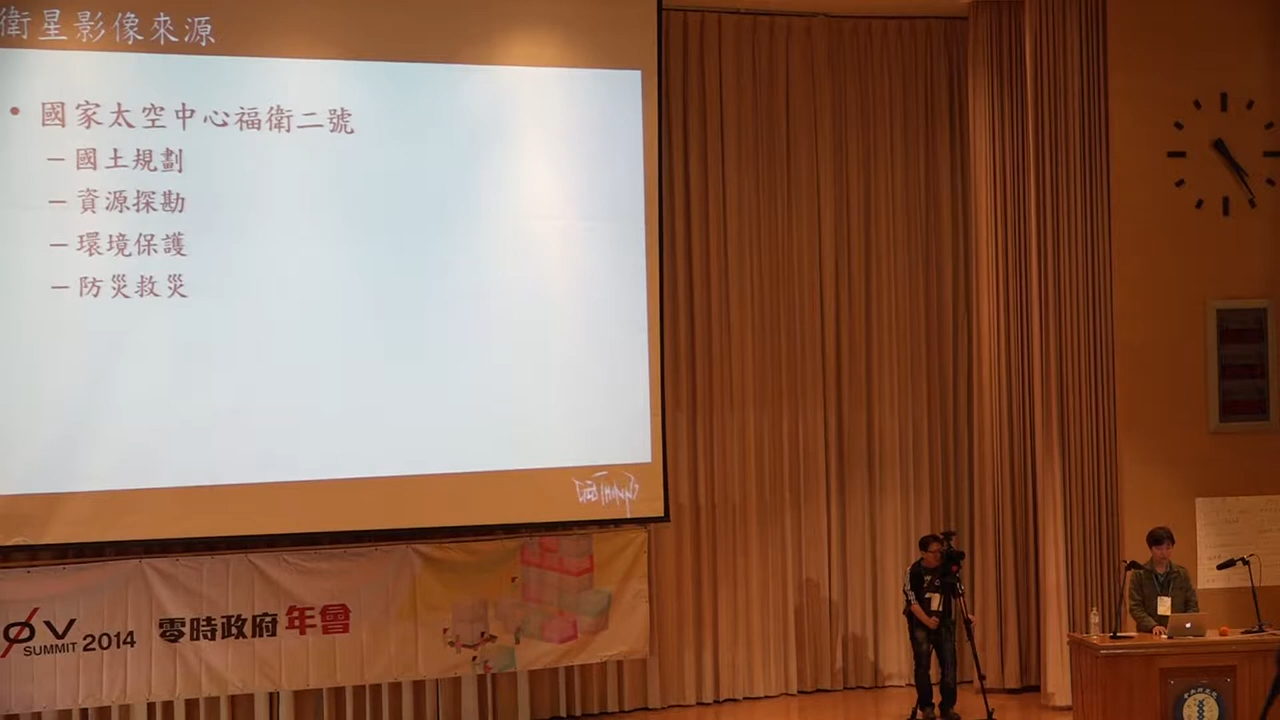 衛星影像來源
• 國家太空中心福衛二號
– 國土規劃
– 資源探勘
– 環境保護
– 防災救災
0V SUMMIT 2014 零時政府年會